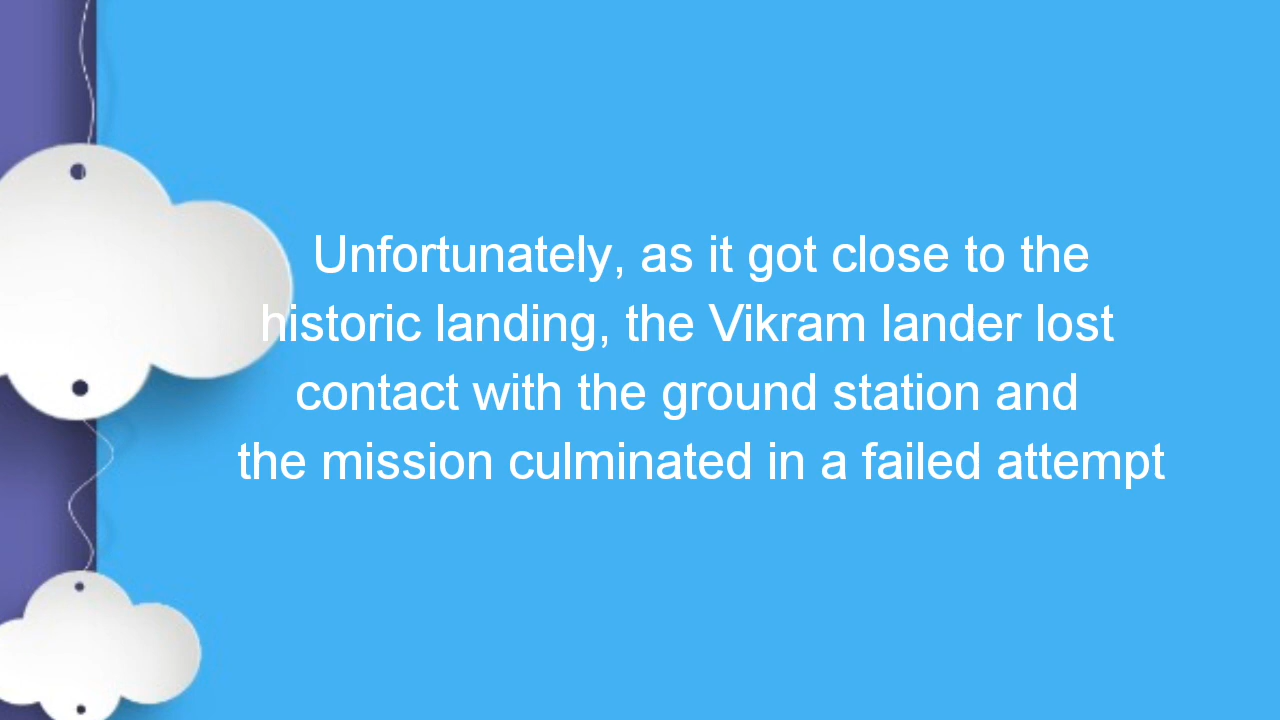 Unfortunately, as it got close to the
historic landing, the Vikram lander lost
contact with the ground station and
the mission culminated in a failed attempt